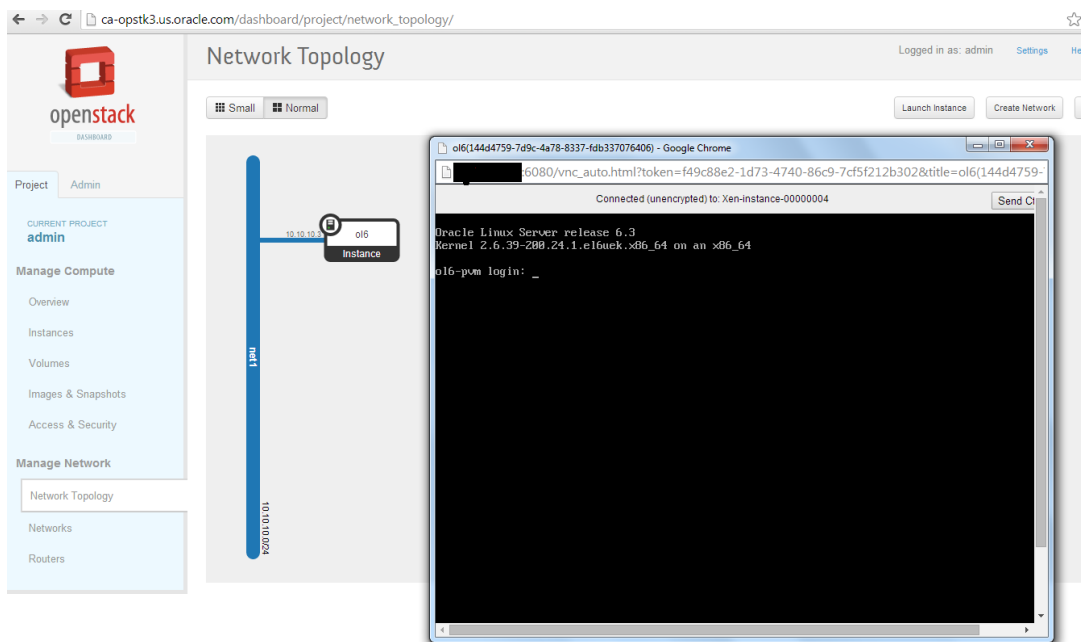 ca-opstk3.us.oracle.com/dashboard/project/network_topology/
openstack
DASHBOARD
Project Admin
CURRENT PROJECT
admin
Manage Compute
Overview
Instances
Volumes
Images & Snapshots
Access & Security
Manage Network
Network Topology
Networks
Routers
Network Topology
Logged in as: admin Settings He
Small Normal
Launch Instance Create Network
net1
10.10.10.0/24
10.10.10.3
ol6
Instance
ol6(144d4759-7d9c-4a78-8337-fdb337076406) - Google Chrome
:6080/vnc_auto.html?token=f49c88e2-1d73-4740-86c9-7cf5f212b302&title=ol6(144d4759-
Connected (unencrypted) to: Xen-instance-00000004
Send Ct
Oracle Linux Server release 6.3
Kernel 2.6.39-200.24.1.el6uek.x86_64 on an x86_64
ol6-pvm login: _